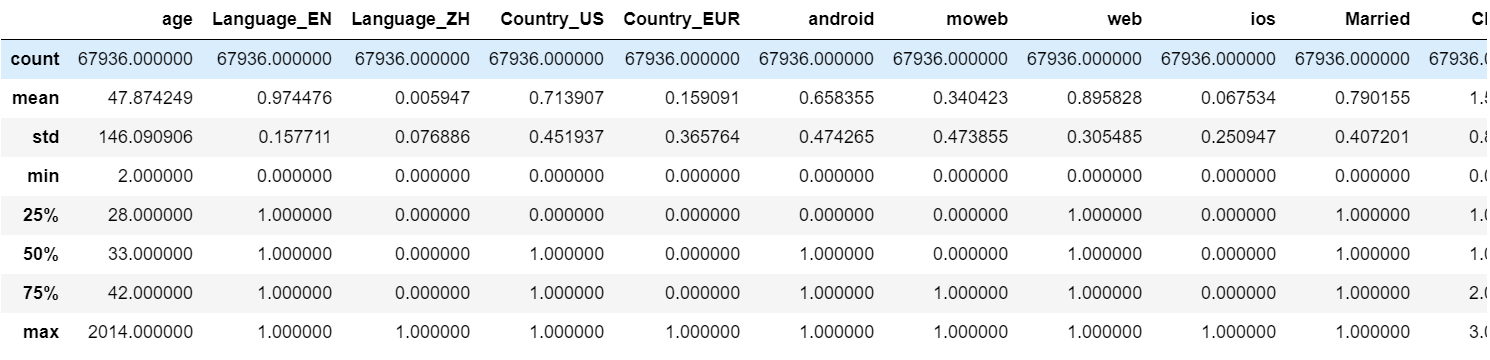 age Language_EN Language_ZH Country_US Country_EUR android moweb web ios Married
count 67936.000000 67936.000000 67936.000000 67936.000000 67936.000000 67936.000000 67936.000000 67936.000000 67936.000000 67936.000000 67936.
mean 47.874249 0.974476 0.005947 0.713907 0.159091 0.658355 0.340423 0.895828 0.067534 0.790155 1.5
std 146.090906 0.157711 0.076886 0.451937 0.365764 0.474265 0.473855 0.305485 0.250947 0.407201 0.8
min 2.000000 0.000000 0.000000 0.000000 0.000000 0.000000 0.000000 0.000000 0.000000 0.000000 0.0
25% 28.000000 1.000000 0.000000 0.000000 0.000000 0.000000 0.000000 1.000000 0.000000 1.000000 1.0
50% 33.000000 1.000000 0.000000 1.000000 0.000000 1.000000 0.000000 1.000000 0.000000 1.000000 1.0
75% 42.000000 1.000000 0.000000 1.000000 0.000000 1.000000 1.000000 1.000000 0.000000 1.000000 2.0
max 2014.000000 1.000000 1.000000 1.000000 1.000000 1.000000 1.000000 1.000000 1.000000 1.000000 3.0